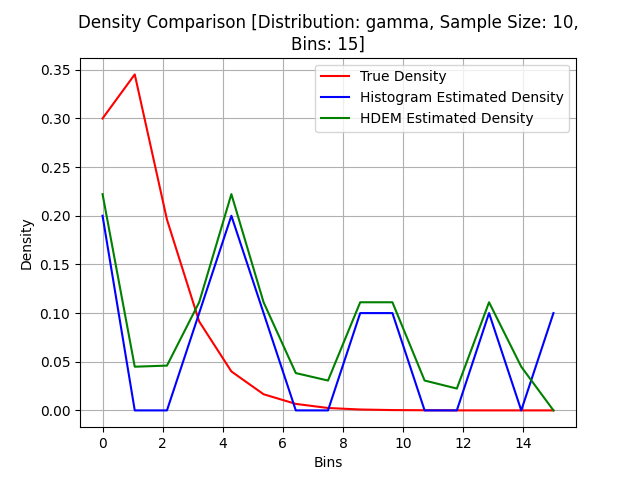 Density Comparison [Distribution: gamma, Sample Size: 10,
Bins: 15]
True Density
Histogram Estimated Density
HDEM Estimated Density
Density
0.35
0.30
0.25
0.20
0.15
0.10
0.05
0.00
0 2 4 6 8 10 12 14
Bins